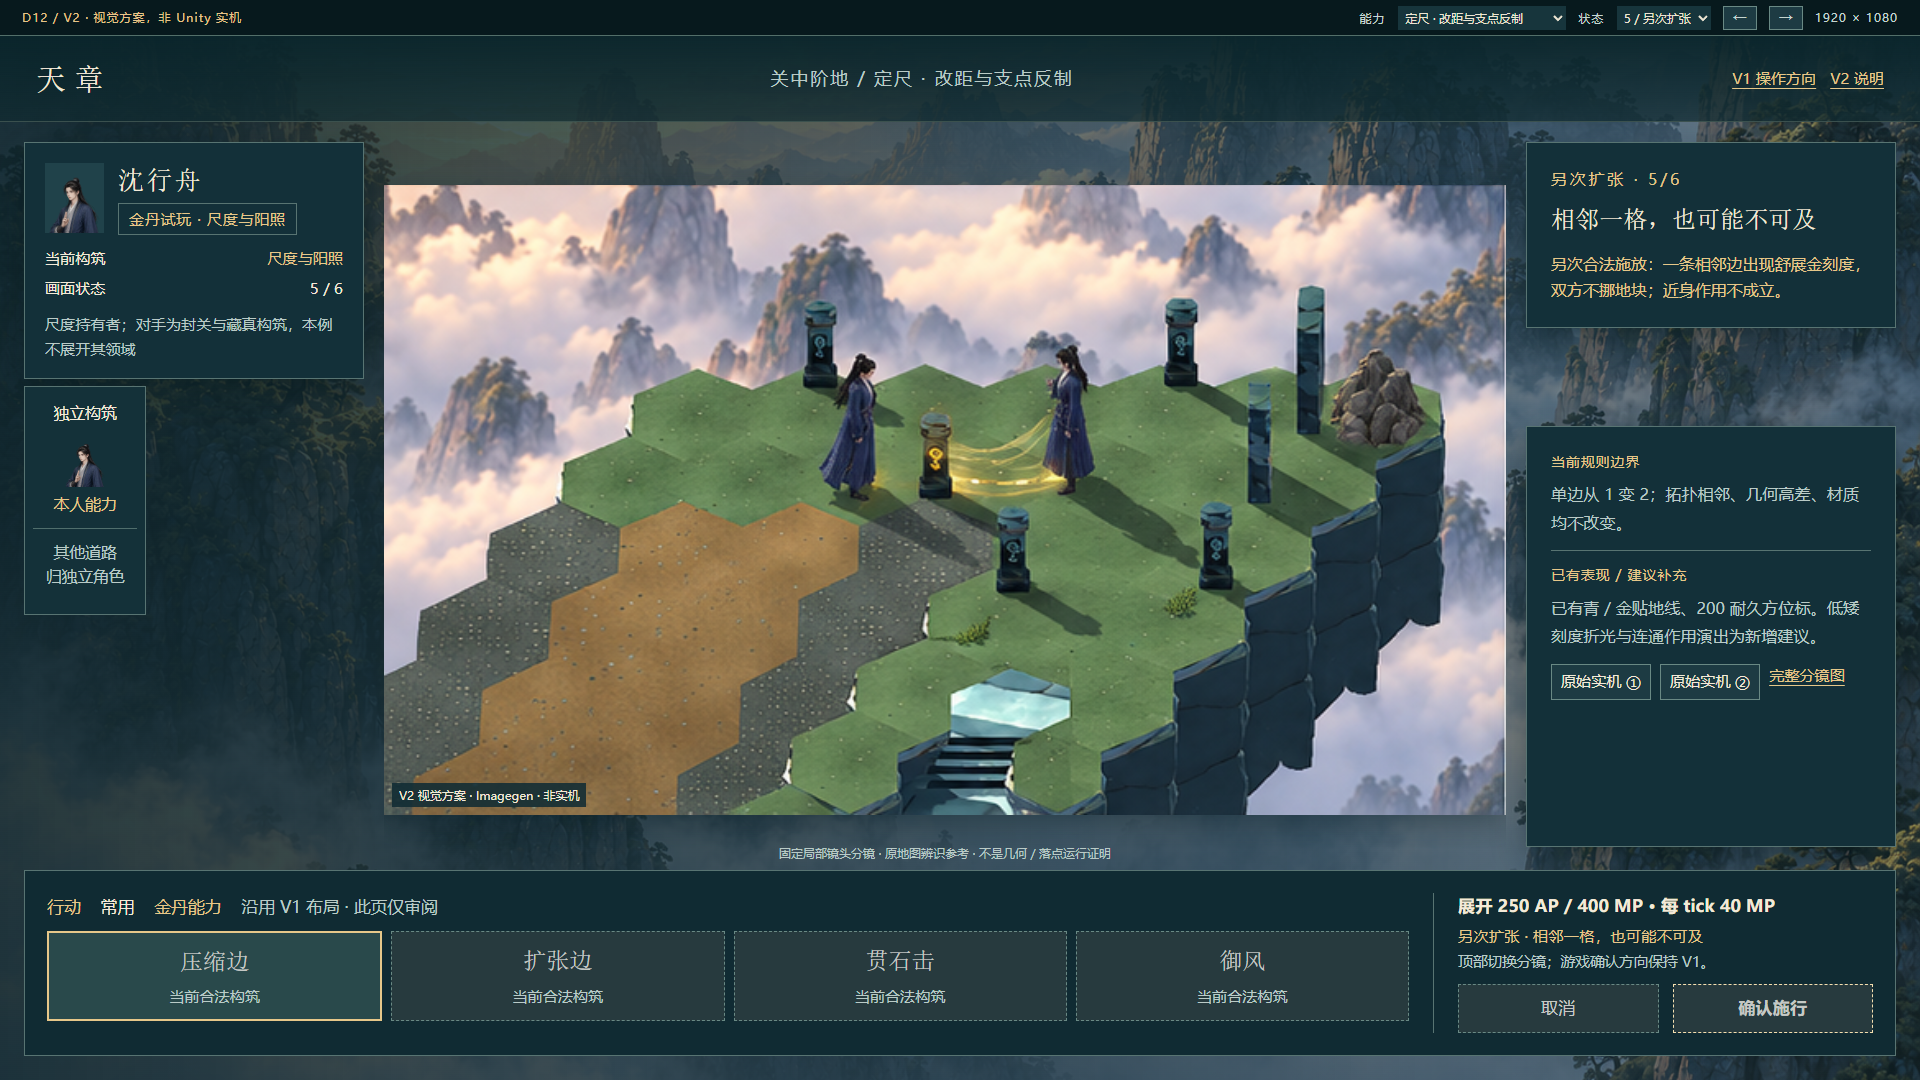 D12 / V2 · 视觉方案，非 Unity 实机
能力 定尺 · 改距与支点反制 状态 5 / 另次扩张 ← → 1920 × 1080
天章
关中阶地 / 定尺 · 改距与支点反制
V1 操作方向 V2 说明
沈行舟
金丹试玩 · 尺度与阳照
当前构筑 尺度与阳照
画面状态 5 / 6
尺度持有者；对手为封关与藏真构筑，本例
不展开其领域
独立构筑
本人能力
其他道路
归独立角色
V2 视觉方案 · Imagegen · 非实机
固定局部镜头分镜 · 原地图辨识参考 · 不是几何 / 落点运行证明
另次扩张 · 5/6
相邻一格，也可能不可及
另次合法施放：一条相邻边出现舒展金刻度，
双方不挪地块；近身作用不成立。
当前规则边界
单边从 1 变 2；拓扑相邻、几何高差、材质
均不改变。
已有表现 / 建议补充
已有青 / 金贴地线、200 耐久方位标。低矮
刻度折光与连通作用演出为新增建议。
原始实机 ① 原始实机 ② 完整分镜图
行动 常用 金丹能力 沿用 V1 布局 · 此页仅审阅
压缩边
当前合法构筑
扩张边
当前合法构筑
贯石击
当前合法构筑
御风
当前合法构筑
展开 250 AP / 400 MP • 每 tick 40 MP
另次扩张 · 相邻一格，也可能不可及
顶部切换分镜；游戏确认方向保持 V1。
取消 确认施行